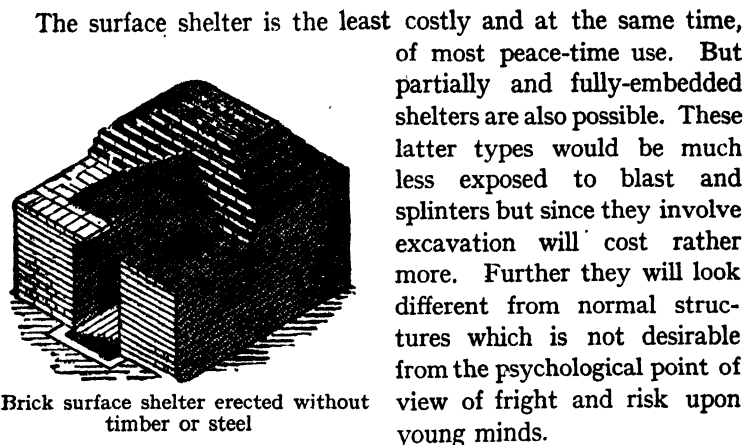 The surface shelter is the least costly and at the same time,
of most peace-time use. But
partially and fully-embedded
shelters are also possible. These
latter types would be much
less exposed to blast and
splinters but since they involve
excavation will cost rather
more. Further they will look
different from normal struc-
tures which is not desirable
from the psychological point of
view of fright and risk upon
young minds.
Brick surface shelter erected without
timber or steel